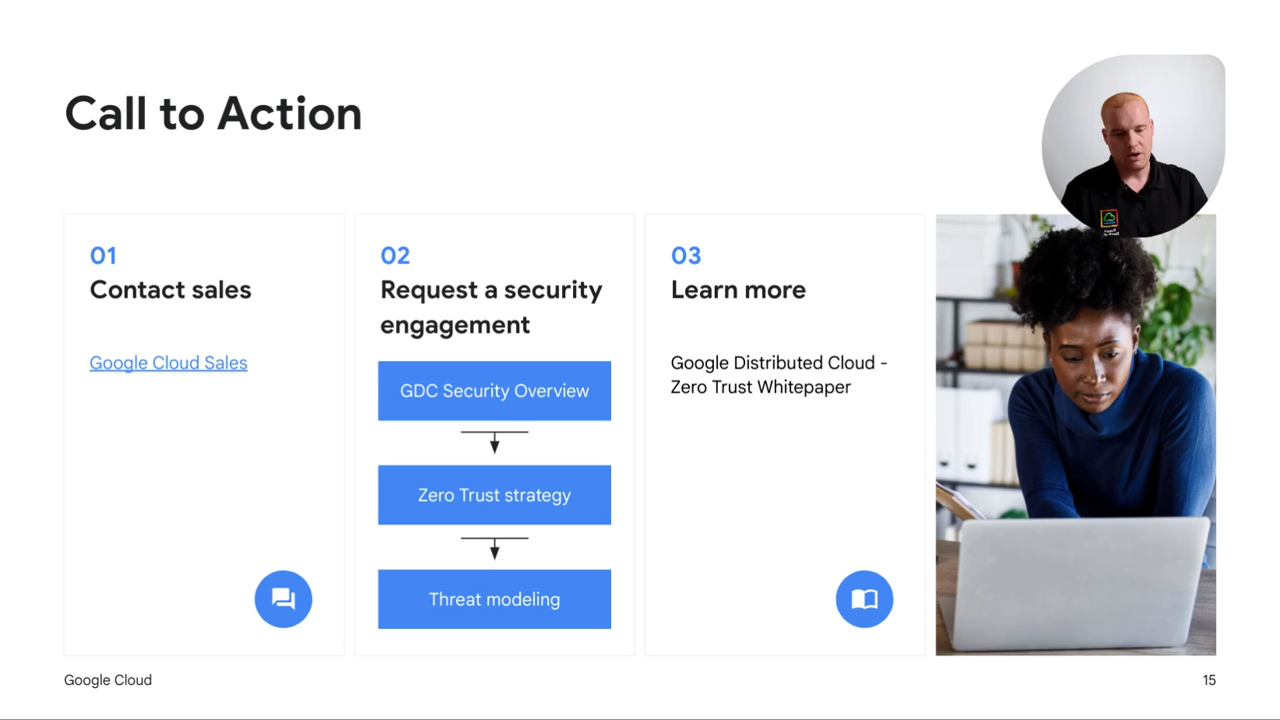 Call to Action
01
Contact sales
Google Cloud Sales
02
Request a security
engagement
GDC Security Overview
Zero Trust strategy
Threat modeling
03
Learn more
Google Distributed Cloud -
Zero Trust Whitepaper
Google Cloud
15